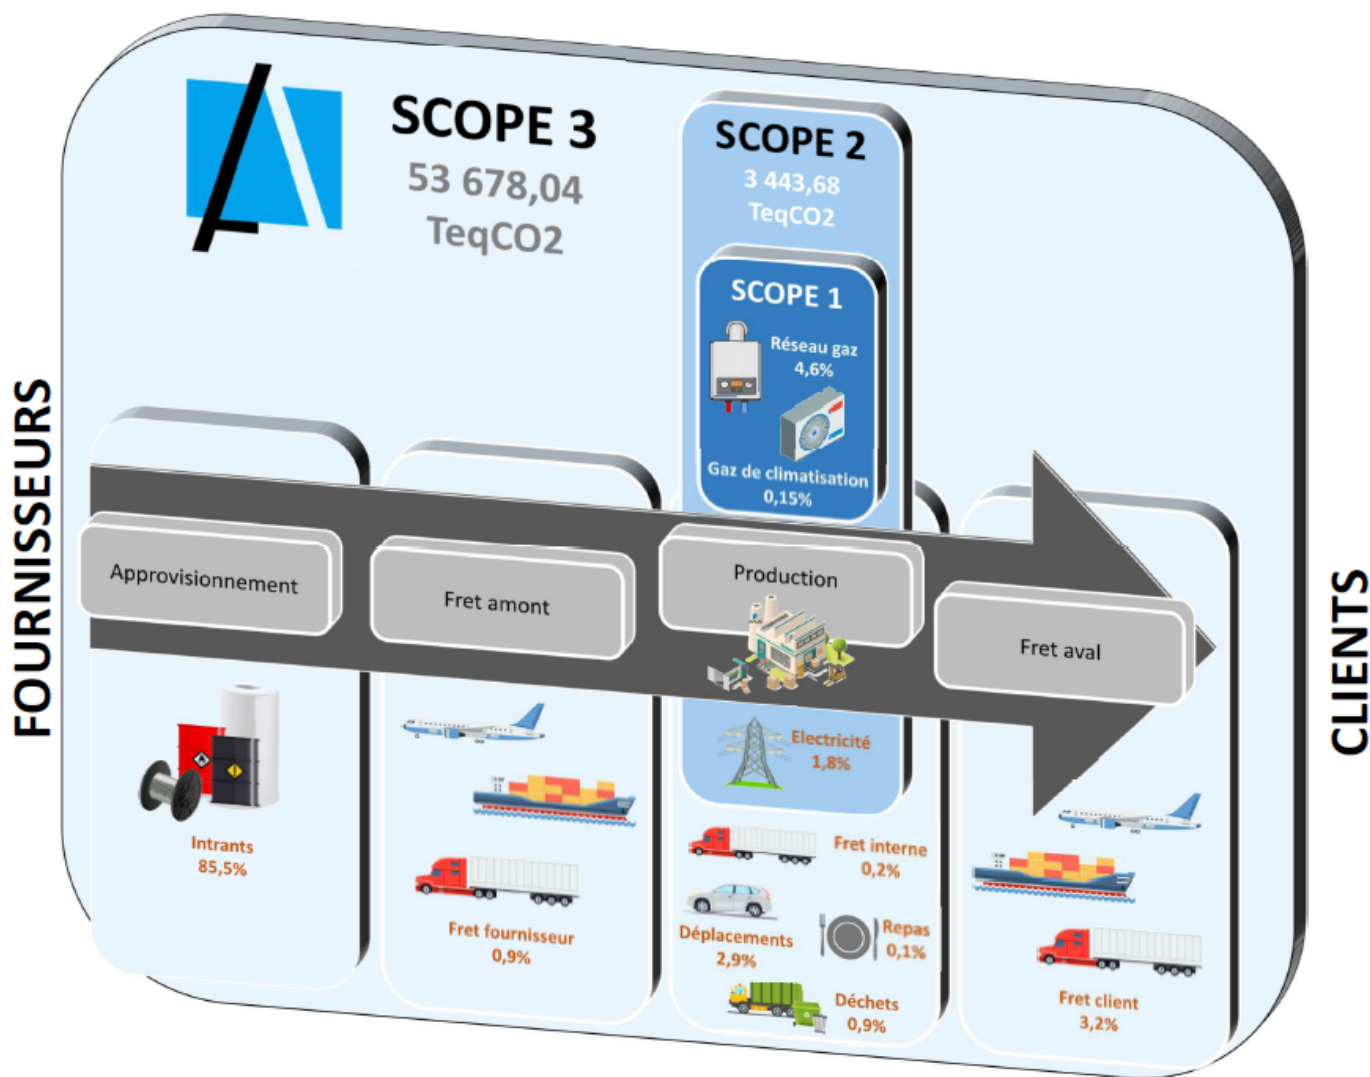 SCOPE 3
53 678,04
TeqCO2
SCOPE 2
3 443,68
TeqCO2
SCOPE 1
Réseau gaz
4,6%
Gaz de climatisation
0,15%
FOURNISSEURS
Approvisionnement
Fret amont
Production
Fret aval
CLIENTS
Intrants
85,5%
Fret fournisseur
0,9%
Electricité
1,8%
Fret interne
0,2%
Déplacements
2,9%
Repas
0,1%
Déchets
0,9%
Fret client
3,2%